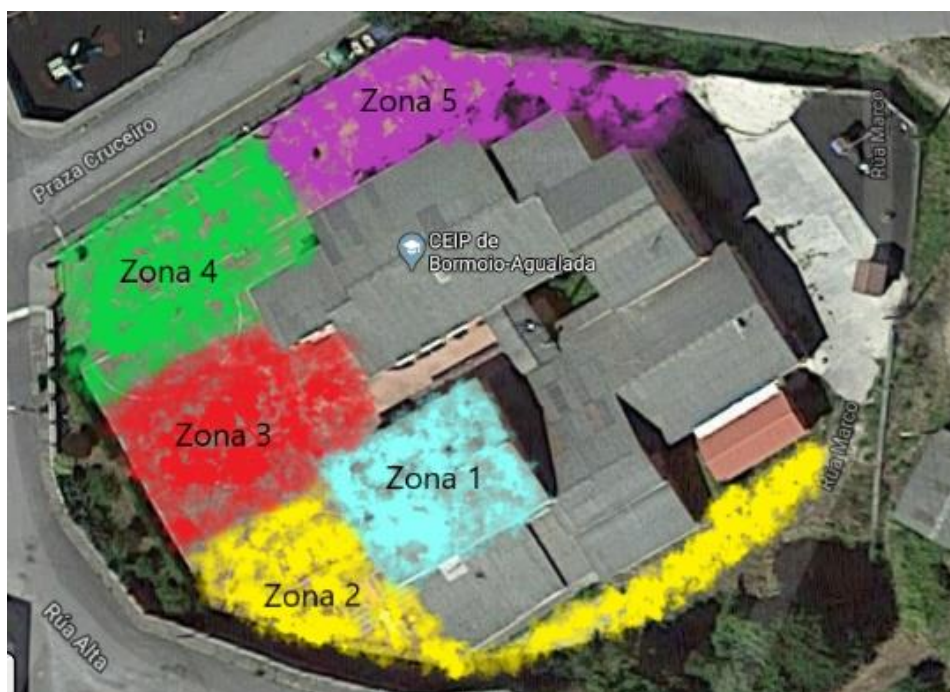 Zona 5
Praza Cruceiro
Rúa Marco
CEIP de
Bormoio-Agualada
Zona 4
Zona 3
Rúa Marco
Zona 1
Zona 2
Rúa Alta